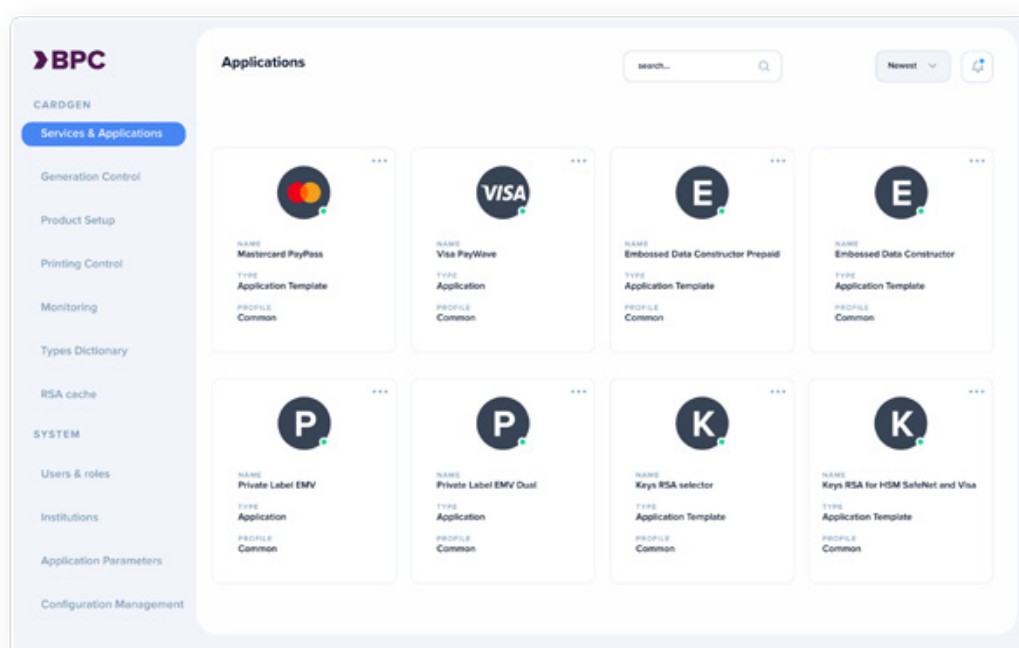 BPC
Applications
search...
Newest
CARDGEN
Services & Applications
Generation Control
Product Setup
Printing Control
Monitoring
Types Dictionary
RSA cache
SYSTEM
Users & roles
Institutions
Application Parameters
Configuration Management
NAME
Mastercard PayPass
TYPE
Application Template
PROFILE
Common
VISA
NAME
Visa PayWave
TYPE
Application
PROFILE
Common
E
NAME
Embossed Data Constructor Prepaid
TYPE
Application Template
PROFILE
Common
E
NAME
Embossed Data Constructor
TYPE
Application Template
PROFILE
Common
P
NAME
Private Label EMV
TYPE
Application
PROFILE
Common
P
NAME
Private Label EMV Dual
TYPE
Application
PROFILE
Common
K
NAME
Keys RSA selector
TYPE
Application Template
PROFILE
Common
K
NAME
Keys RSA for HSM SafeNet and Visa
TYPE
Application Template
PROFILE
Common